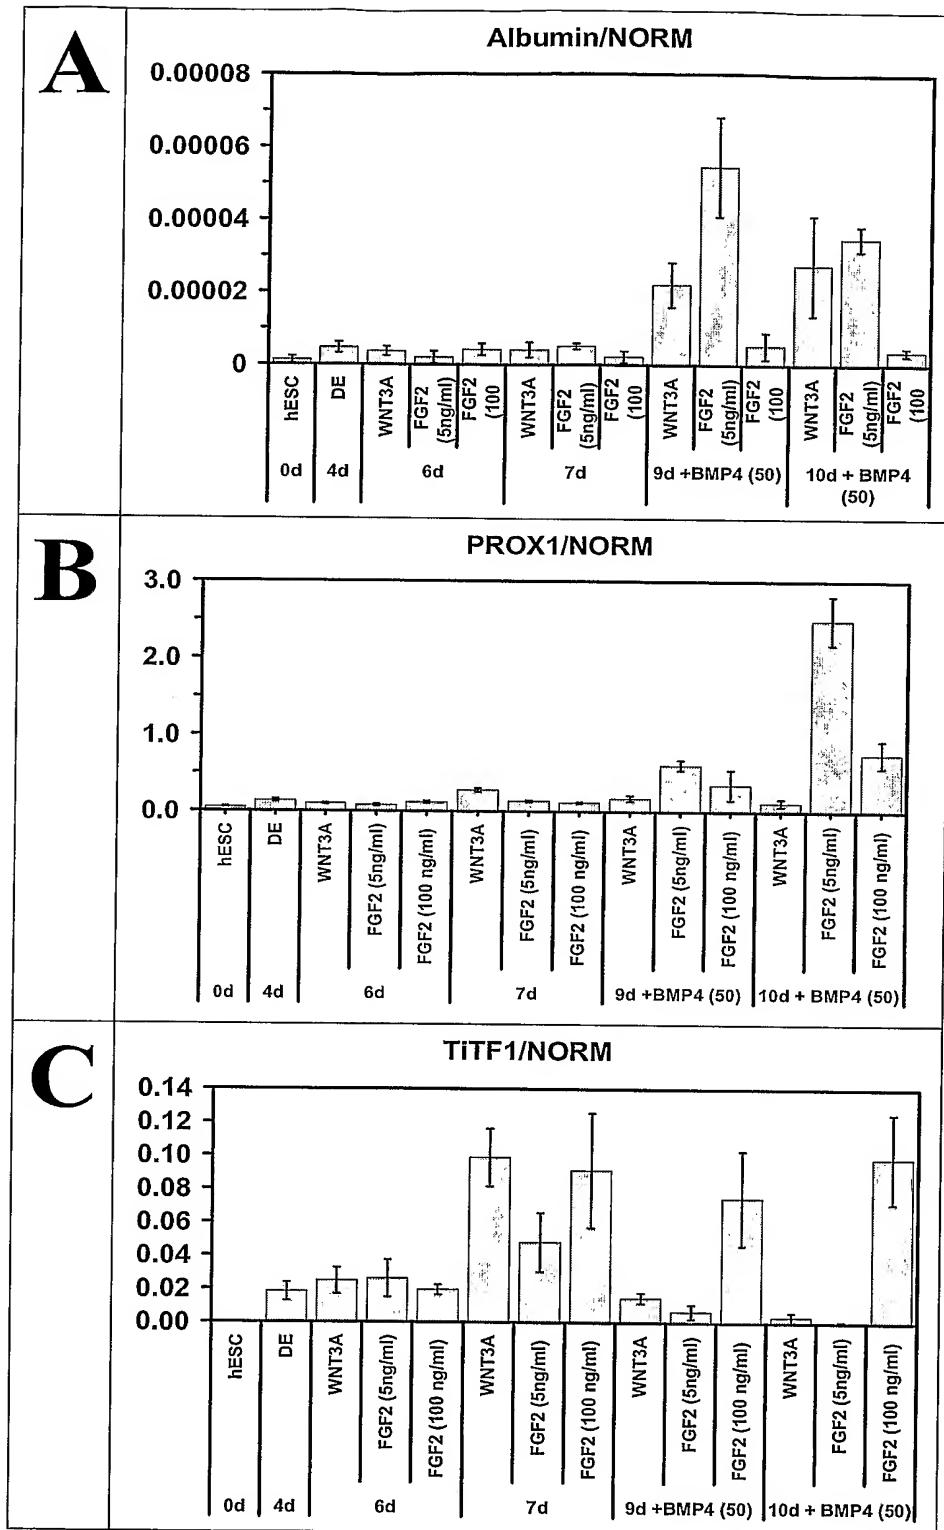 A
Albumin/NORM
0.00008
0.00006
0.00004
0.00002
0
hESC
DE
WNT3A
FGF2
(5ng/ml)
FGF2
(100
WNT3A
FGF2
(5ng/ml)
FGF2
(100
WNT3A
FGF2
(5ng/ml)
FGF2
(100
WNT3A
FGF2
(5ng/ml)
FGF2
(100
0d
4d
6d
7d
9d +BMP4 (50)
10d + BMP4
(50)
B
PROX1/NORM
3.0
2.0
1.0
0.0
hESC
DE
WNT3A
FGF2 (5ng/ml)
FGF2 (100 ng/ml)
WNT3A
FGF2 (5ng/ml)
FGF2 (100 ng/ml)
WNT3A
FGF2 (5ng/ml)
FGF2 (100 ng/ml)
WNT3A
FGF2 (5ng/ml)
FGF2 (100 ng/ml)
0d
4d
6d
7d
9d +BMP4 (50)
10d + BMP4 (50)
C
TiTF1/NORM
0.14
0.12
0.10
0.08
0.06
0.04
0.02
0.00
hESC
DE
WNT3A
FGF2 (5ng/ml)
FGF2 (100 ng/ml)
WNT3A
FGF2 (5ng/ml)
FGF2 (100 ng/ml)
WNT3A
FGF2 (5ng/ml)
FGF2 (100 ng/ml)
WNT3A
FGF2 (5ng/ml)
FGF2 (100 ng/ml)
0d
4d
6d
7d
9d +BMP4 (50)
10d + BMP4 (50)